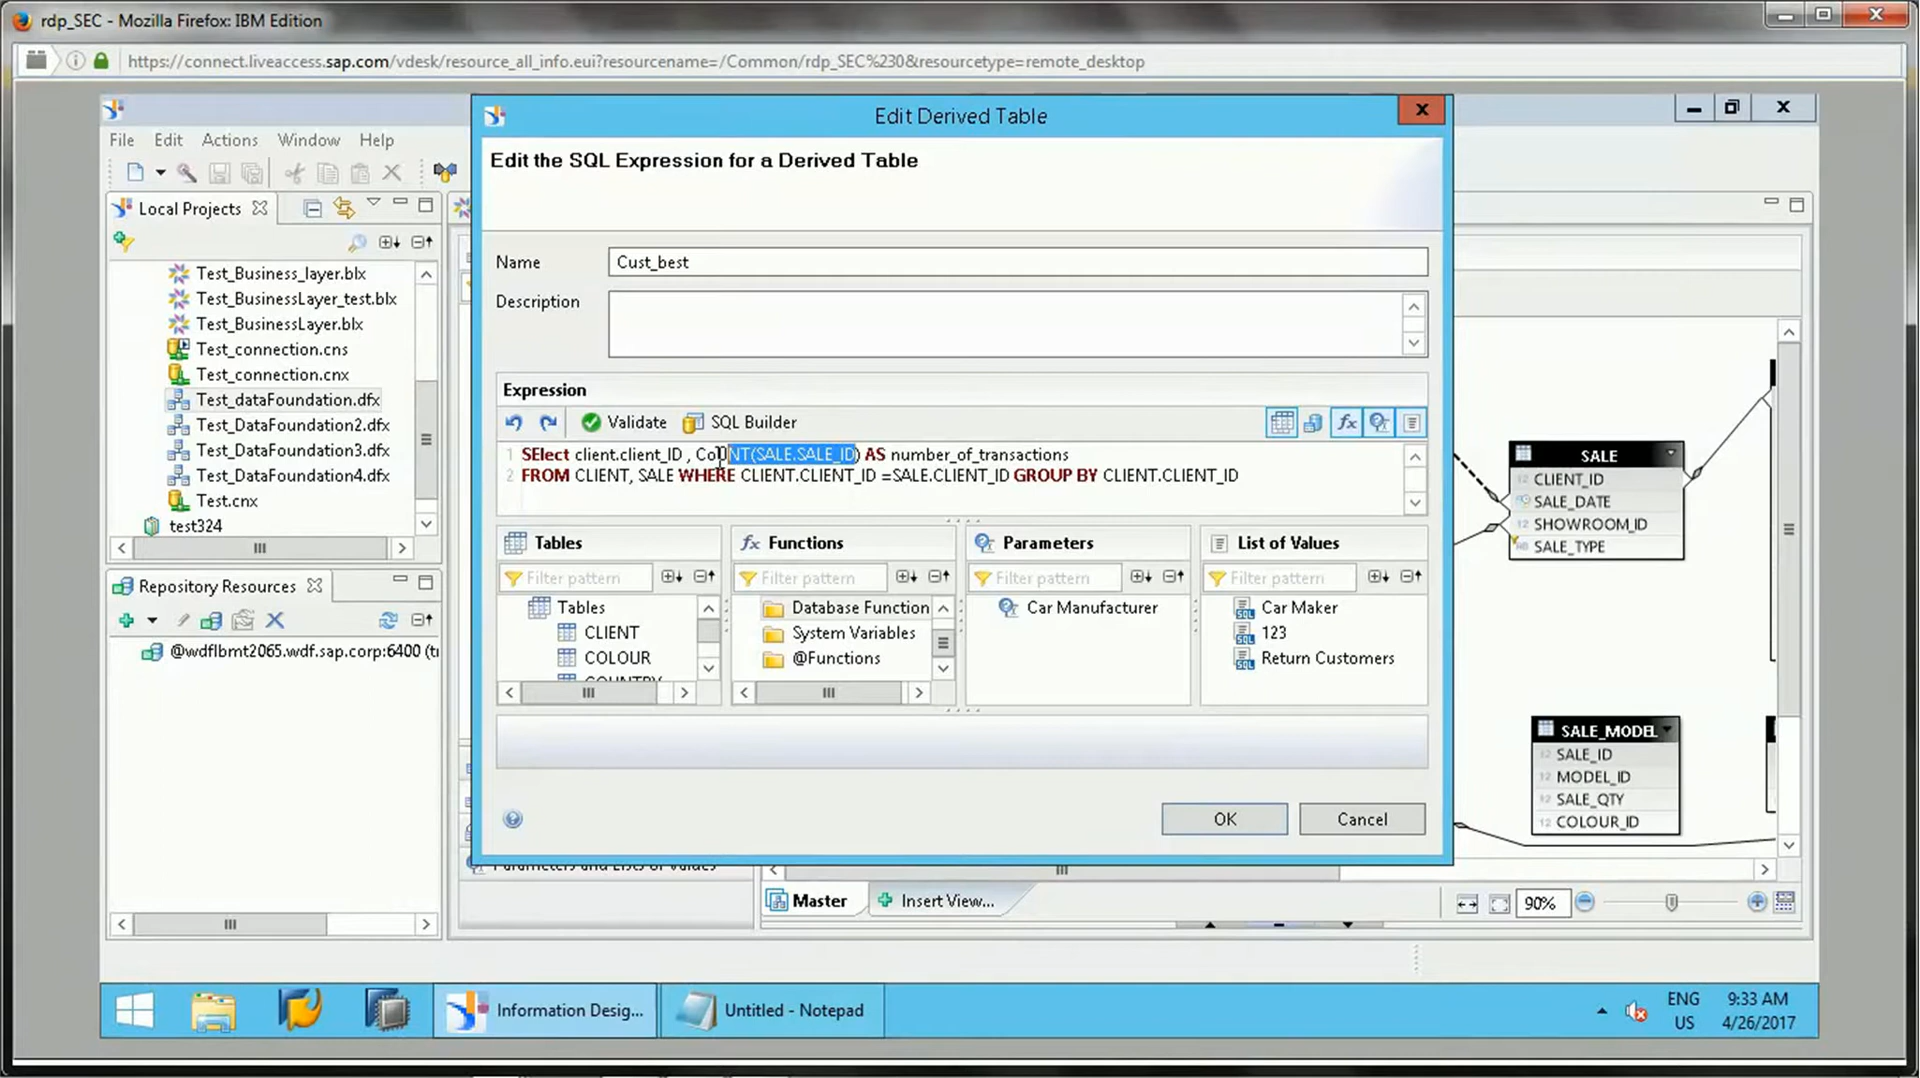 rdp_SEC - Mozilla Firefox: IBM Edition
https://connect.liveaccess.sap.com/vdesk/resource_all_info.eui?resourcename=/Common/rdp_SEC%230&resourcetype=remote_desktop
File Edit Actions Window Help
Local Projects
Test_Business_layer.blx
Test_BusinessLayer_test.blx
Test_BusinessLayer.blx
Test_connection.cns
Test_connection.cnx
Test_dataFoundation.dfx
Test_DataFoundation2.dfx
Test_DataFoundation3.dfx
Test_DataFoundation4.dfx
Test.cnx
test324
Repository Resources
@wdflbmt2065.wdf.sap.corp:6400 (tr
Edit Derived Table
Edit the SQL Expression for a Derived Table
Name
Cust_best
Description
Expression
Validate
SQL Builder
1 SElect client.client_ID , CoUNT(SALE.SALE_ID) AS number_of_transactions
2 FROM CLIENT, SALE WHERE CLIENT.CLIENT_ID =SALE.CLIENT_ID GROUP BY CLIENT.CLIENT_ID
Tables
Filter pattern
Tables
CLIENT
COLOUR
COUNTRY
Functions
Filter pattern
Database Function
System Variables
@Functions
Parameters
Filter pattern
Car Manufacturer
List of Values
Filter pattern
Car Maker
123
Return Customers
OK
Cancel
Parameters and Lists of Values
SALE
CLIENT_ID
SALE_DATE
SHOWROOM_ID
SALE_TYPE
SALE_MODEL
SALE_ID
MODEL_ID
SALE_QTY
COLOUR_ID
Master
Insert View...
90%
Information Desig...
Untitled - Notepad
ENG
US
9:33 AM
4/26/2017